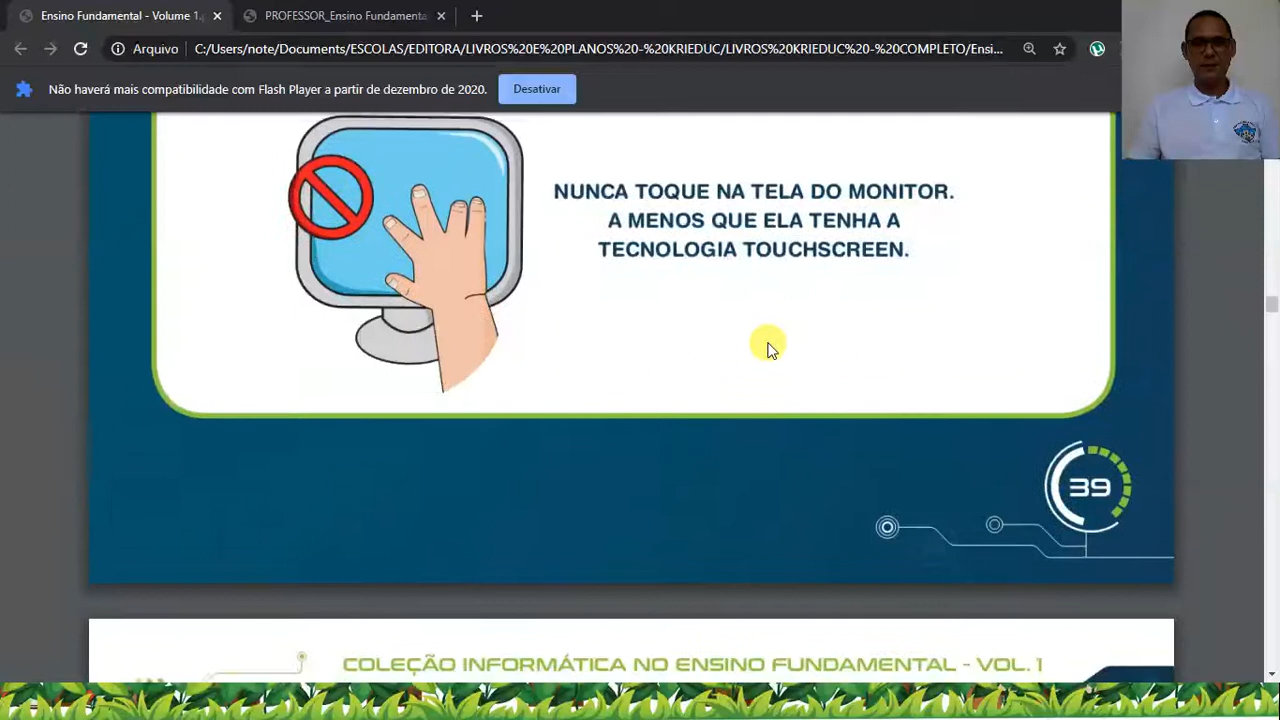 Ensino Fundamental - Volume 1.
PROFESSOR_Ensino Fundamenta
Arquivo
C:/Users/note/Documents/ESCOLAS/EDITORA/LIVROS%20E%20PLANOS%20-%20KRIEDUC/LIVROS%20KRIEDUC%20-%20COMPLETO/Ensi...
Não haverá mais compatibilidade com Flash Player a partir de dezembro de 2020.
Desativar
NUNCA TOQUE NA TELA DO MONITOR.
A MENOS QUE ELA TENHA A
TECNOLOGIA TOUCHSCREEN.
39
COLEÇÃO INFORMÁTICA NO ENSINO FUNDAMENTAL - VOL. 1